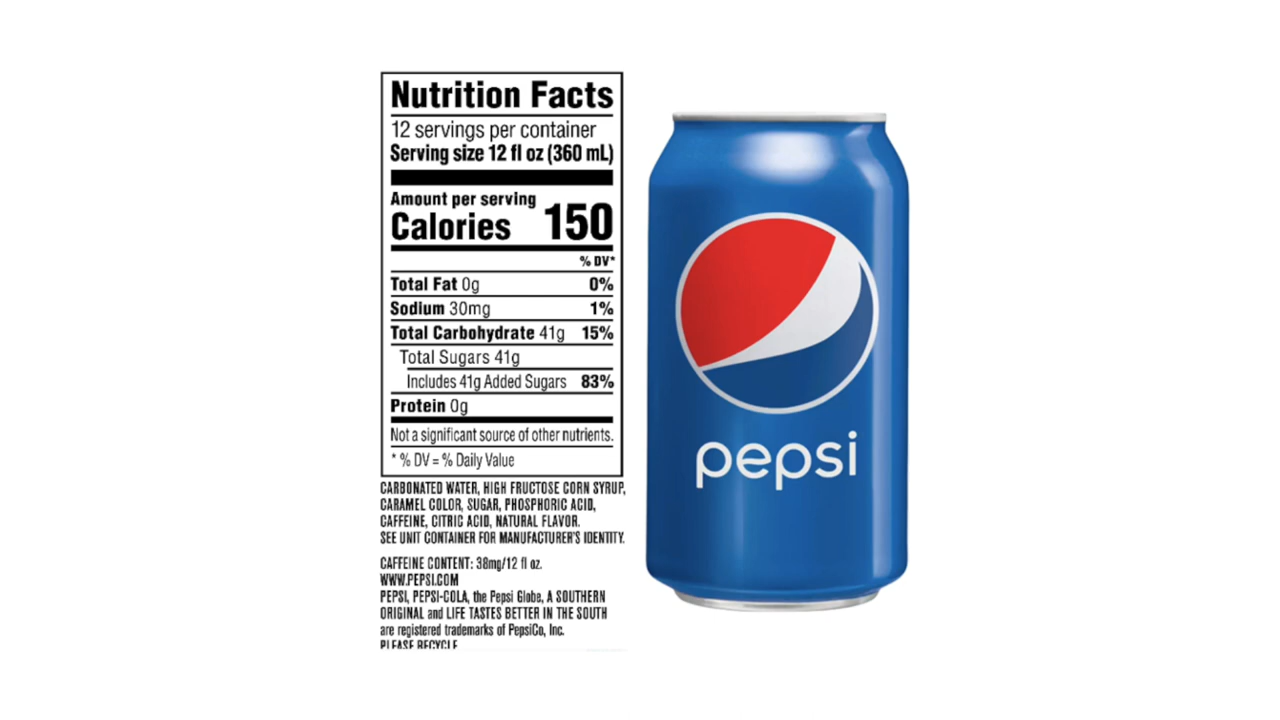 Nutrition Facts
12 servings per container
Serving size 12 fl oz (360 mL)
Amount per serving
Calories 150
% DV*
Total Fat 0g 0%
Sodium 30mg 1%
Total Carbohydrate 41g 15%
Total Sugars 41g
Includes 41g Added Sugars 83%
Protein 0g
Not a significant source of other nutrients.
* % DV = % Daily Value
CARBONATED WATER, HIGH FRUCTOSE CORN SYRUP,
CARAMEL COLOR, SUGAR, PHOSPHORIC ACID,
CAFFEINE, CITRIC ACID, NATURAL FLAVOR.
SEE UNIT CONTAINER FOR MANUFACTURER'S IDENTITY.
CAFFEINE CONTENT: 38mg/12 fl oz.
WWW.PEPSI.COM
PEPSI, PEPSI-COLA, the Pepsi Globe, A SOUTHERN
ORIGINAL and LIFE TASTES BETTER IN THE SOUTH
are registered trademarks of PepsiCo, Inc.
PLEASE RECYCLE
pepsi